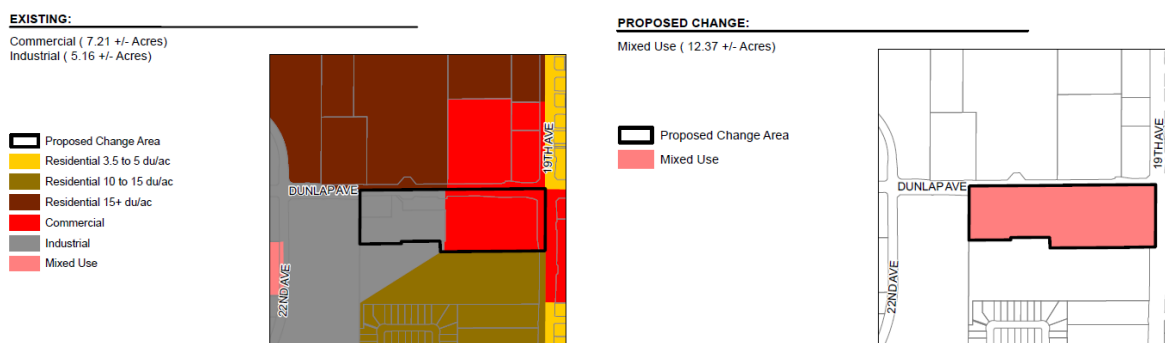 EXISTING:
Commercial ( 7.21 +/- Acres)
Industrial ( 5.16 +/- Acres)
Proposed Change Area
Residential 3.5 to 5 du/ac
Residential 10 to 15 du/ac
Residential 15+ du/ac
Commercial
Industrial
Mixed Use
19TH AVE
DUNLAP AVE
22ND AVE
PROPOSED CHANGE:
Mixed Use ( 12.37 +/- Acres)
Proposed Change Area
Mixed Use
19TH AVE
DUNLAP AVE
22ND AVE